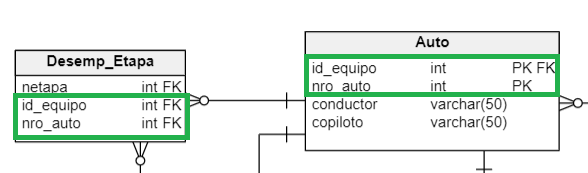 Desemp_Etapa
netapa int FK
id_equipo int FK
nro_auto int FK
Auto
id_equipo int PK FK
nro_auto int PK
conductor varchar(50)
copiloto varchar(50)